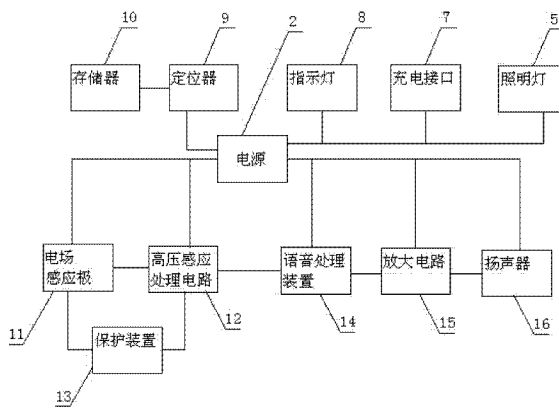 10 9 2 8 7 5
存储器 定位器 指示灯 充电接口 照明灯
电源
电场 高压感应 语音处理 放大电路 扬声器
感应极 处理电路 装置
11 12 14 15 16
保护装置
13